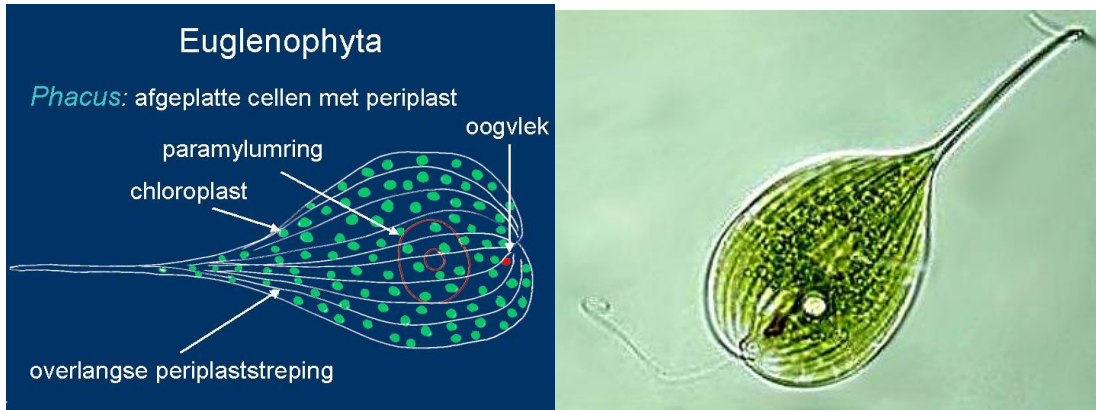 Euglenophyta
Phacus: afgeplatte cellen met periplast
oogvlek
paramylumring
chloroplast
overlangse periplaststreping